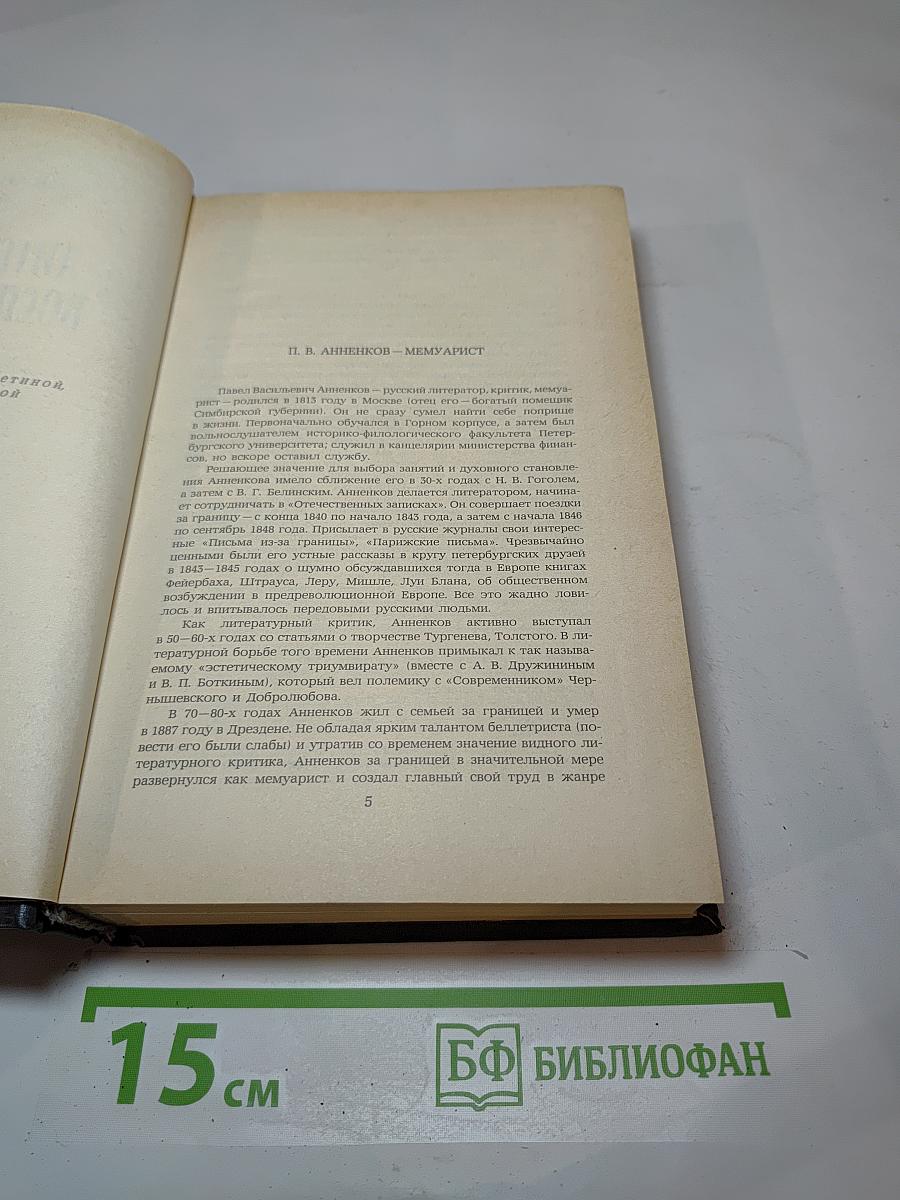 етиной,
ой
П. В. АННЕНКОВ — МЕМУАРИСТ
Павел Васильевич Анненков — русский литератор, критик, мемуа-
рист — родился в 1813 году в Москве (отец его — богатый помещик
Симбирской губернии). Он не сразу сумел найти себе поприще
в жизни. Первоначально обучался в Горном корпусе, а затем был
вольнослушателем историко-филологического факультета Петер-
бургского университета; служил в канцелярии министерства финан-
сов, но вскоре оставил службу.
Решающее значение для выбора занятий и духовного становле-
ния Анненкова имело сближение его в 30-х годах с Н. В. Гоголем,
а затем с В. Г. Белинским. Анненков делается литератором, начина-
ет сотрудничать в «Отечественных записках». Он совершает поездки
за границу — с конца 1840 по начало 1843 года, а затем с начала 1846
по сентябрь 1848 года. Присылает в русские журналы свои интерес-
ные «Письма из-за границы», «Парижские письма». Чрезвычайно
ценными были его устные рассказы в кругу петербургских друзей
в 1843—1845 годах о шумно обсуждавшихся тогда в Европе книгах
Фейербаха, Штрауса, Леру, Мишле, Луи Блана, об общественном
возбуждении в предреволюционной Европе. Все это жадно лови-
лось и впитывалось передовыми русскими людьми.
Как литературный критик, Анненков активно выступал
в 50—60-х годах со статьями о творчестве Тургенева, Толстого. В ли-
тературной борьбе того времени Анненков примыкал к так называ-
емому «эстетическому триумвирату» (вместе с А. В. Дружининым
и В. П. Боткиным), который вел полемику с «Современником» Чер-
нышевского и Добролюбова.
В 70—80-х годах Анненков жил с семьей за границей и умер
в 1887 году в Дрездене. Не обладая ярким талантом беллетриста (по-
вести его были слабы) и утратив со временем значение видного ли-
тературного критика, Анненков за границей в значительной мере
развернулся как мемуарист и создал главный свой труд в жанре
5
15 см
БФ БИБЛИОФАН